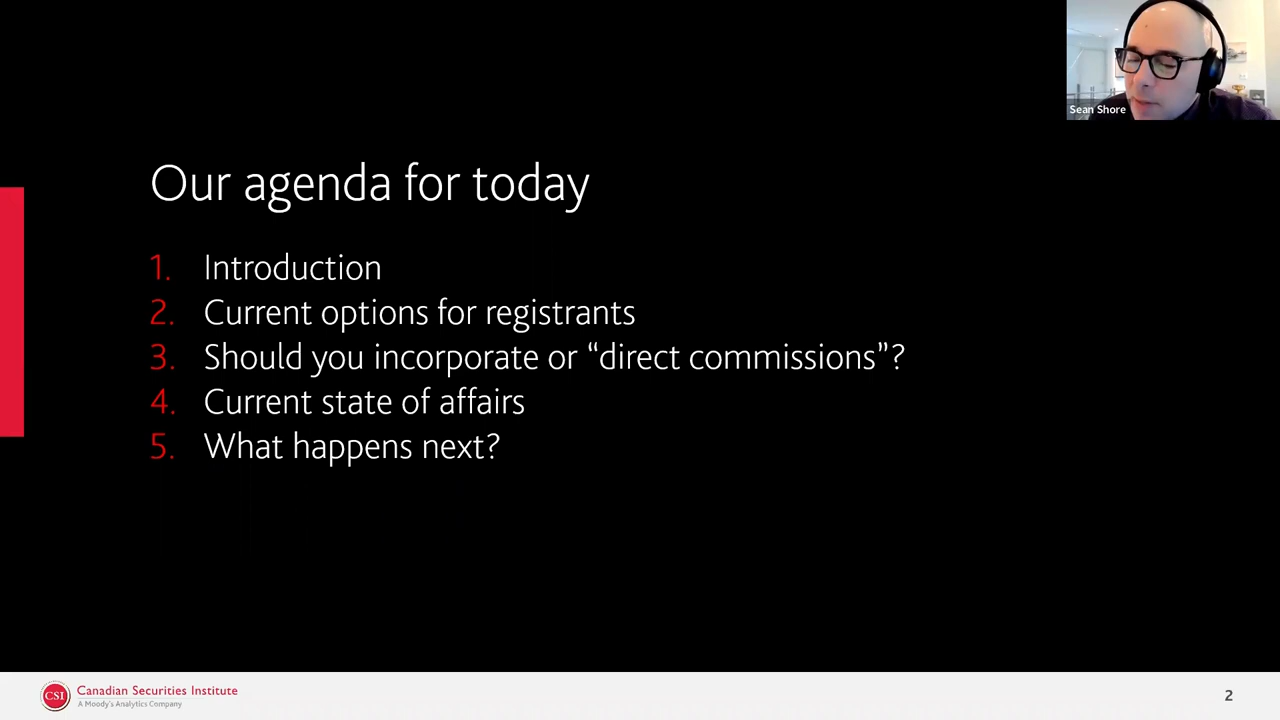 Sean Shore
Our agenda for today
1. Introduction
2. Current options for registrants
3. Should you incorporate or “direct commissions”?
4. Current state of affairs
5. What happens next?
CSI
Canadian Securities Institute
A Moody's Analytics Company
2